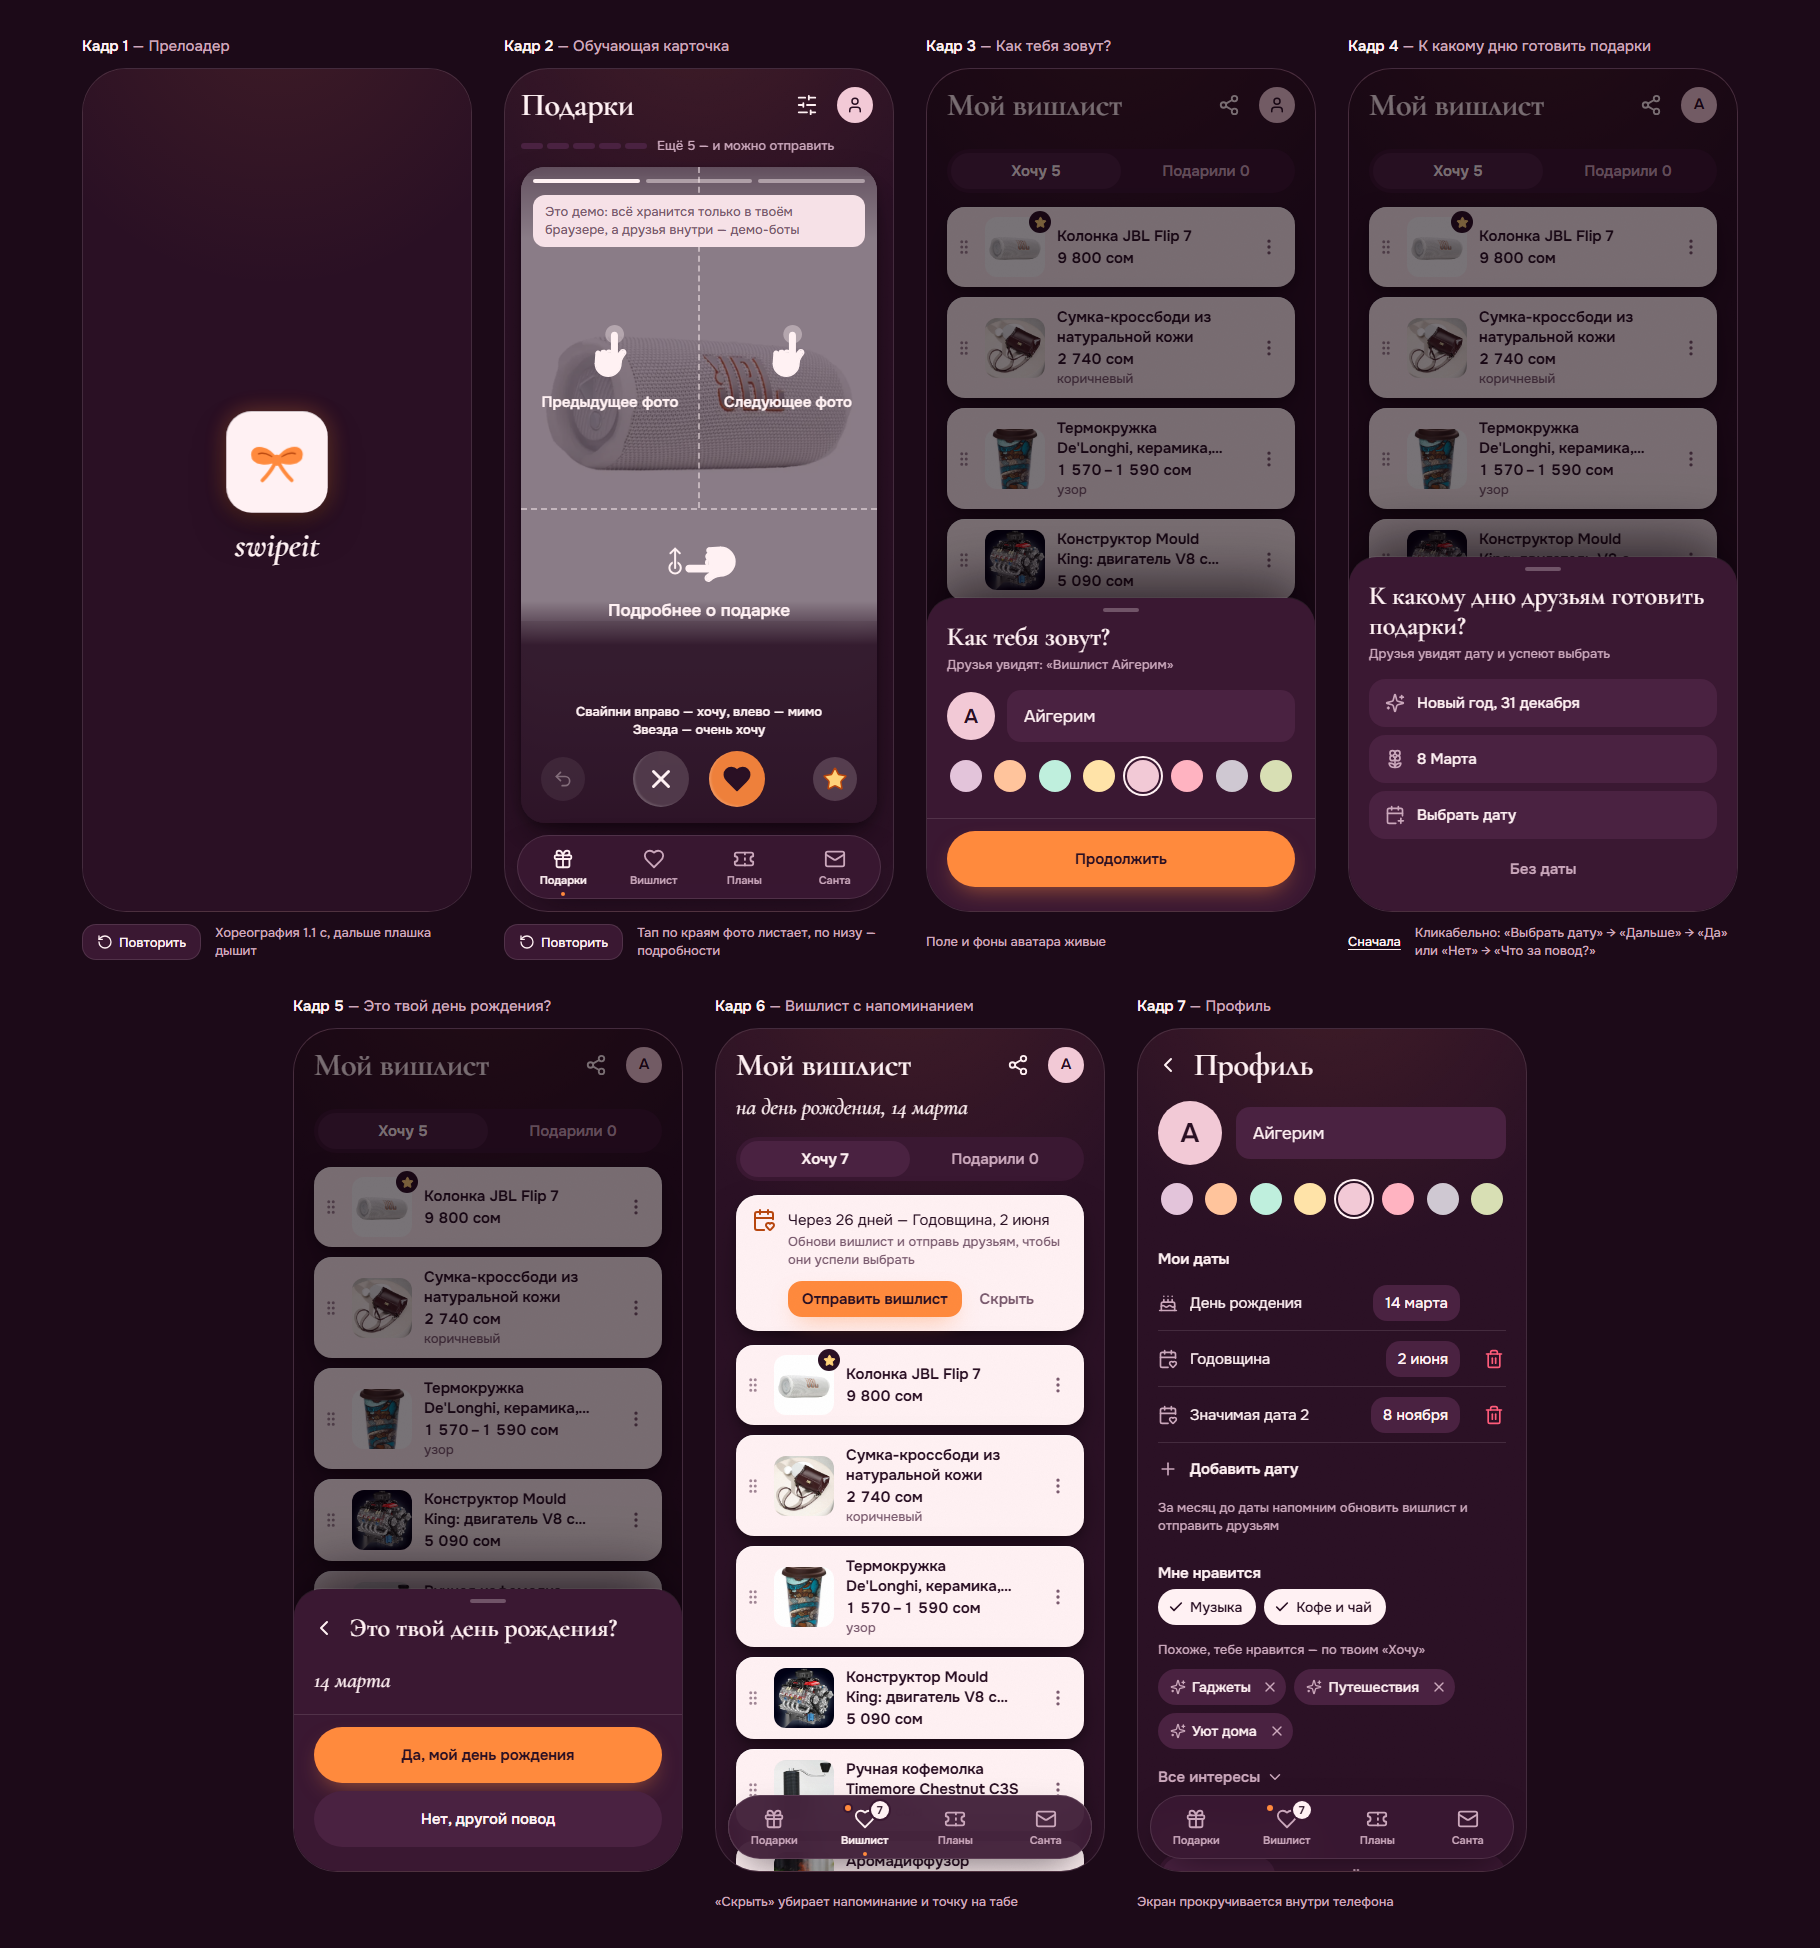 Кадр 1 — Прелоадер
swipeit
Повторить
Хореография 1.1 с, дальше плашка
дышит
Кадр 2 — Обучающая карточка
Подарки
Ещё 5 — и можно отправить
Это демо: всё хранится только в твоём
браузере, а друзья внутри — демо-боты
Предыдущее фото
Следующее фото
Подробнее о подарке
Свайпни вправо — хочу, влево — мимо
Звезда — очень хочу
Подарки
Вишлист
Планы
Санта
Повторить
Тап по краям фото листает, по низу —
подробности
Кадр 3 — Как тебя зовут?
Мой вишлист
Хочу 5
Подарили 0
Колонка JBL Flip 7
9 800 сом
Сумка-кроссбоди из
натуральной кожи
2 740 сом
коричневый
Термокружка
De'Longhi, керамика,...
1 570–1 590 сом
узор
Конструктор Mould
King: двигатель V8 с...
5 090 сом
Как тебя зовут?
Друзья увидят: «Вишлист Айгерим»
А
Айгерим
Продолжить
Поле и фоны аватара живые
Кадр 4 — К какому дню готовить подарки
Мой вишлист
А
Хочу 5
Подарили 0
Колонка JBL Flip 7
9 800 сом
Сумка-кроссбоди из
натуральной кожи
2 740 сом
коричневый
Термокружка
De'Longhi, керамика,...
1 570–1 590 сом
узор
Конструктор Mould
King: двигатель V8 с...
К какому дню друзьям готовить
подарки?
Друзья увидят дату и успеют выбрать
Новый год, 31 декабря
8 Марта
Выбрать дату
Без даты
Сначала
Кликабельно: «Выбрать дату» → «Дальше» → «Да»
или «Нет» → «Что за повод?»
Кадр 5 — Это твой день рождения?
Мой вишлист
А
Хочу 5
Подарили 0
Колонка JBL Flip 7
9 800 сом
Сумка-кроссбоди из
натуральной кожи
2 740 сом
коричневый
Термокружка
De'Longhi, керамика,...
1 570–1 590 сом
узор
Конструктор Mould
King: двигатель V8 с...
5 090 сом
Это твой день рождения?
14 марта
Да, мой день рождения
Нет, другой повод
Кадр 6 — Вишлист с напоминанием
Мой вишлист
А
на день рождения, 14 марта
Хочу 7
Подарили 0
Через 26 дней — Годовщина, 2 июня
Обнови вишлист и отправь друзьям, чтобы
они успели выбрать
Отправить вишлист
Скрыть
Колонка JBL Flip 7
9 800 сом
Сумка-кроссбоди из
натуральной кожи
2 740 сом
коричневый
Термокружка
De'Longhi, керамика,...
1 570–1 590 сом
узор
Конструктор Mould
King: двигатель V8 с...
5 090 сом
Ручная кофемолка
Timemore Chestnut C3S
Подарки
7
Вишлист
Планы
Санта
Аромадиффузор
«Скрыть» убирает напоминание и точку на табе
Кадр 7 — Профиль
Профиль
А
Айгерим
Мои даты
День рождения
14 марта
Годовщина
2 июня
Значимая дата 2
8 ноября
Добавить дату
За месяц до даты напомним обновить вишлист и
отправить друзьям
Мне нравится
Музыка
Кофе и чай
Похоже, тебе нравится — по твоим «Хочу»
Гаджеты
Путешествия
Уют дома
Все интересы
Подарки
7
Вишлист
Планы
Санта
Экран прокручивается внутри телефона